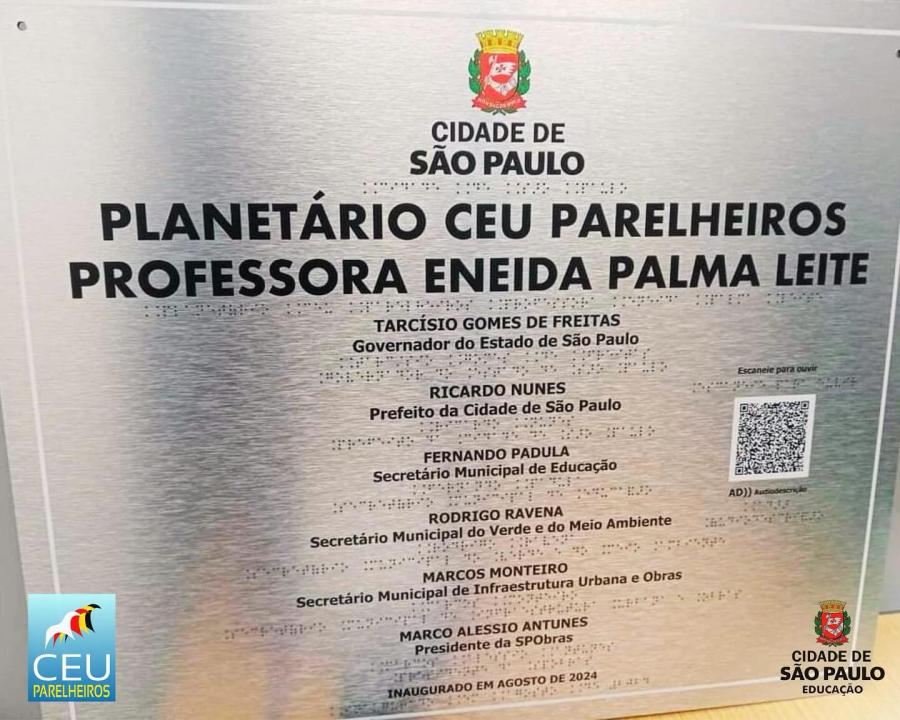 CIDADE DE
SÃO PAULO
PLANETÁRIO CEU PARELHEIROS
PROFESSORA ENEIDA PALMA LEITE
TARCÍSIO GOMES DE FREITAS
Governador do Estado de São Paulo
RICARDO NUNES
Prefeito da Cidade de São Paulo
FERNANDO PADULA
Secretário Municipal de Educação
RODRIGO RAVENA
Secretário Municipal do Verde e do Meio Ambiente
MARCOS MONTEIRO
Secretário Municipal de Infraestrutura Urbana e Obras
MARCO ALESSIO ANTUNES
Presidente da SPObras
INAUGURADO EM AGOSTO DE 2024
Escaneie para ouvir
AD)) Audiodescrição
CEU
PARELHEIROS
CIDADE DE
SÃO PAULO
EDUCAÇÃO